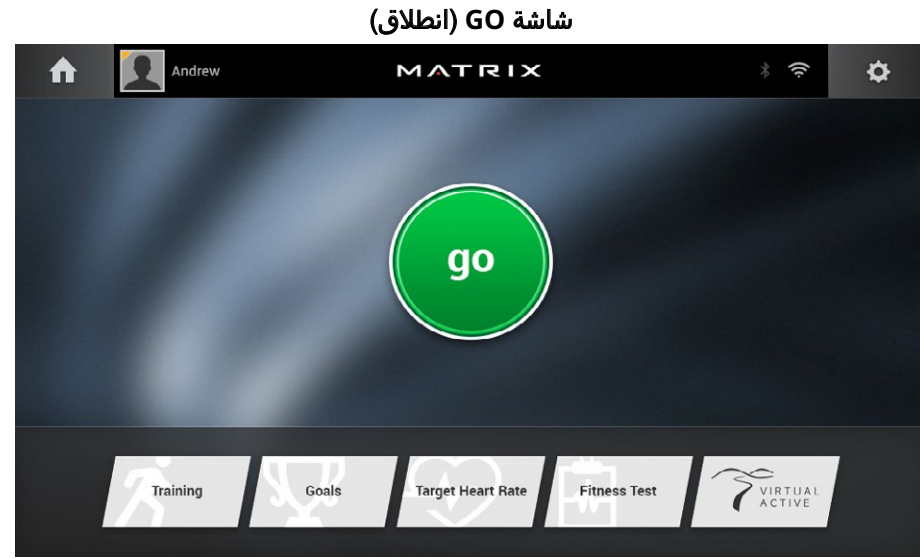 شاشة GO (انطلاق)
Andrew
MATRIX
go
Training
Goals
Target Heart Rate
Fitness Test
VIRTUAL
ACTIVE